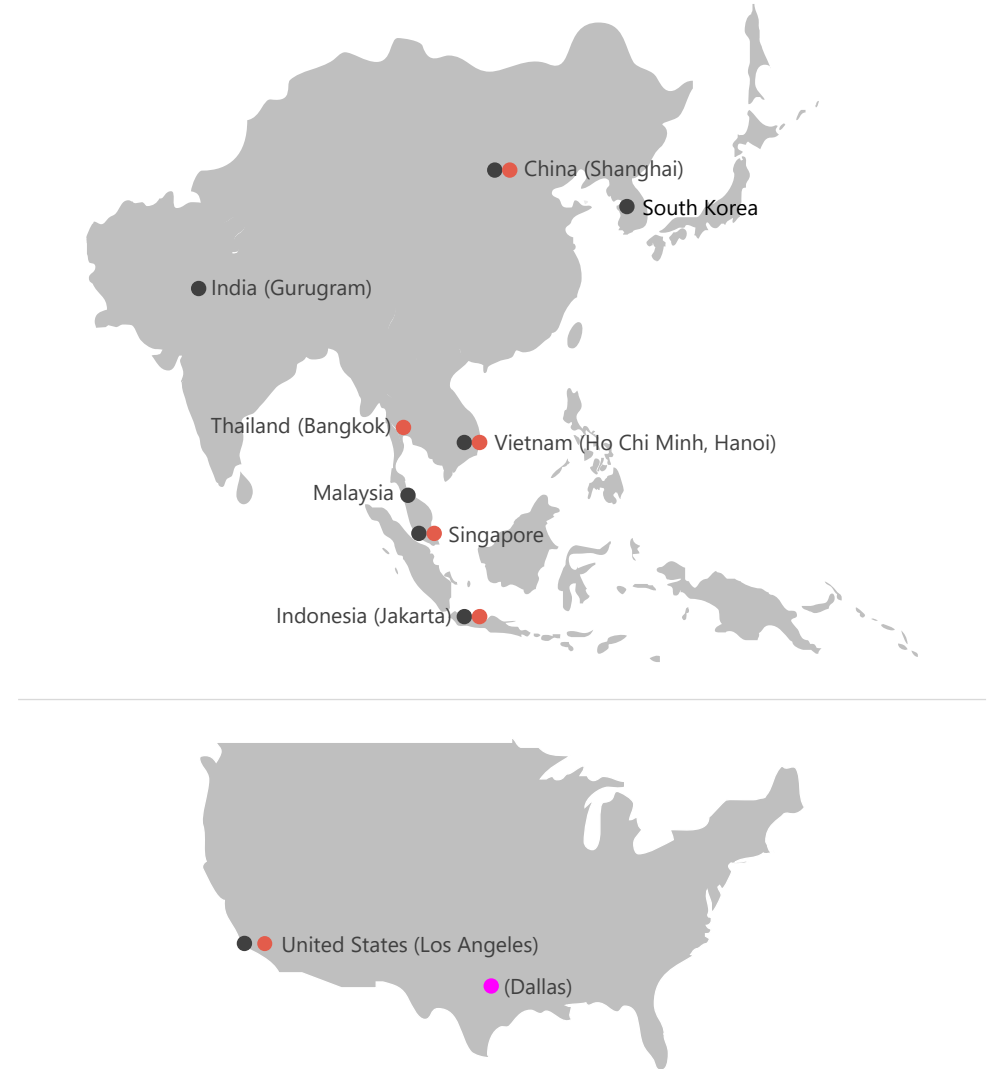 China (Shanghai)
South Korea
India (Gurugram)
Thailand (Bangkok)
Vietnam (Ho Chi Minh, Hanoi)
Malaysia
Singapore
Indonesia (Jakarta)
United States (Los Angeles)
(Dallas)